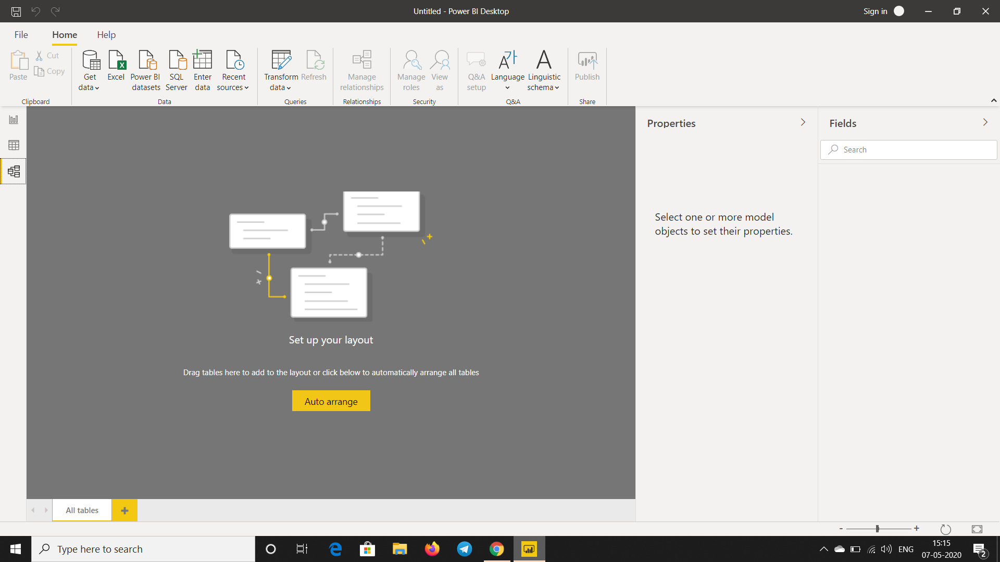 Untitled - Power BI Desktop
Sign in
File
Home
Help
Paste
Cut
Copy
Clipboard
Get data
Excel
Power BI datasets
SQL Server
Enter data
Recent sources
Data
Transform data
Refresh
Queries
Manage relationships
Relationships
Manage roles
View as
Security
Q&A setup
Language
Linguistic schema
Q&A
Publish
Share
Properties
Fields
Search
Select one or more model
objects to set their properties.
Set up your layout
Drag tables here to add to the layout or click below to automatically arrange all tables
Auto arrange
All tables
Type here to search
ENG
15:15
07-05-2020
2